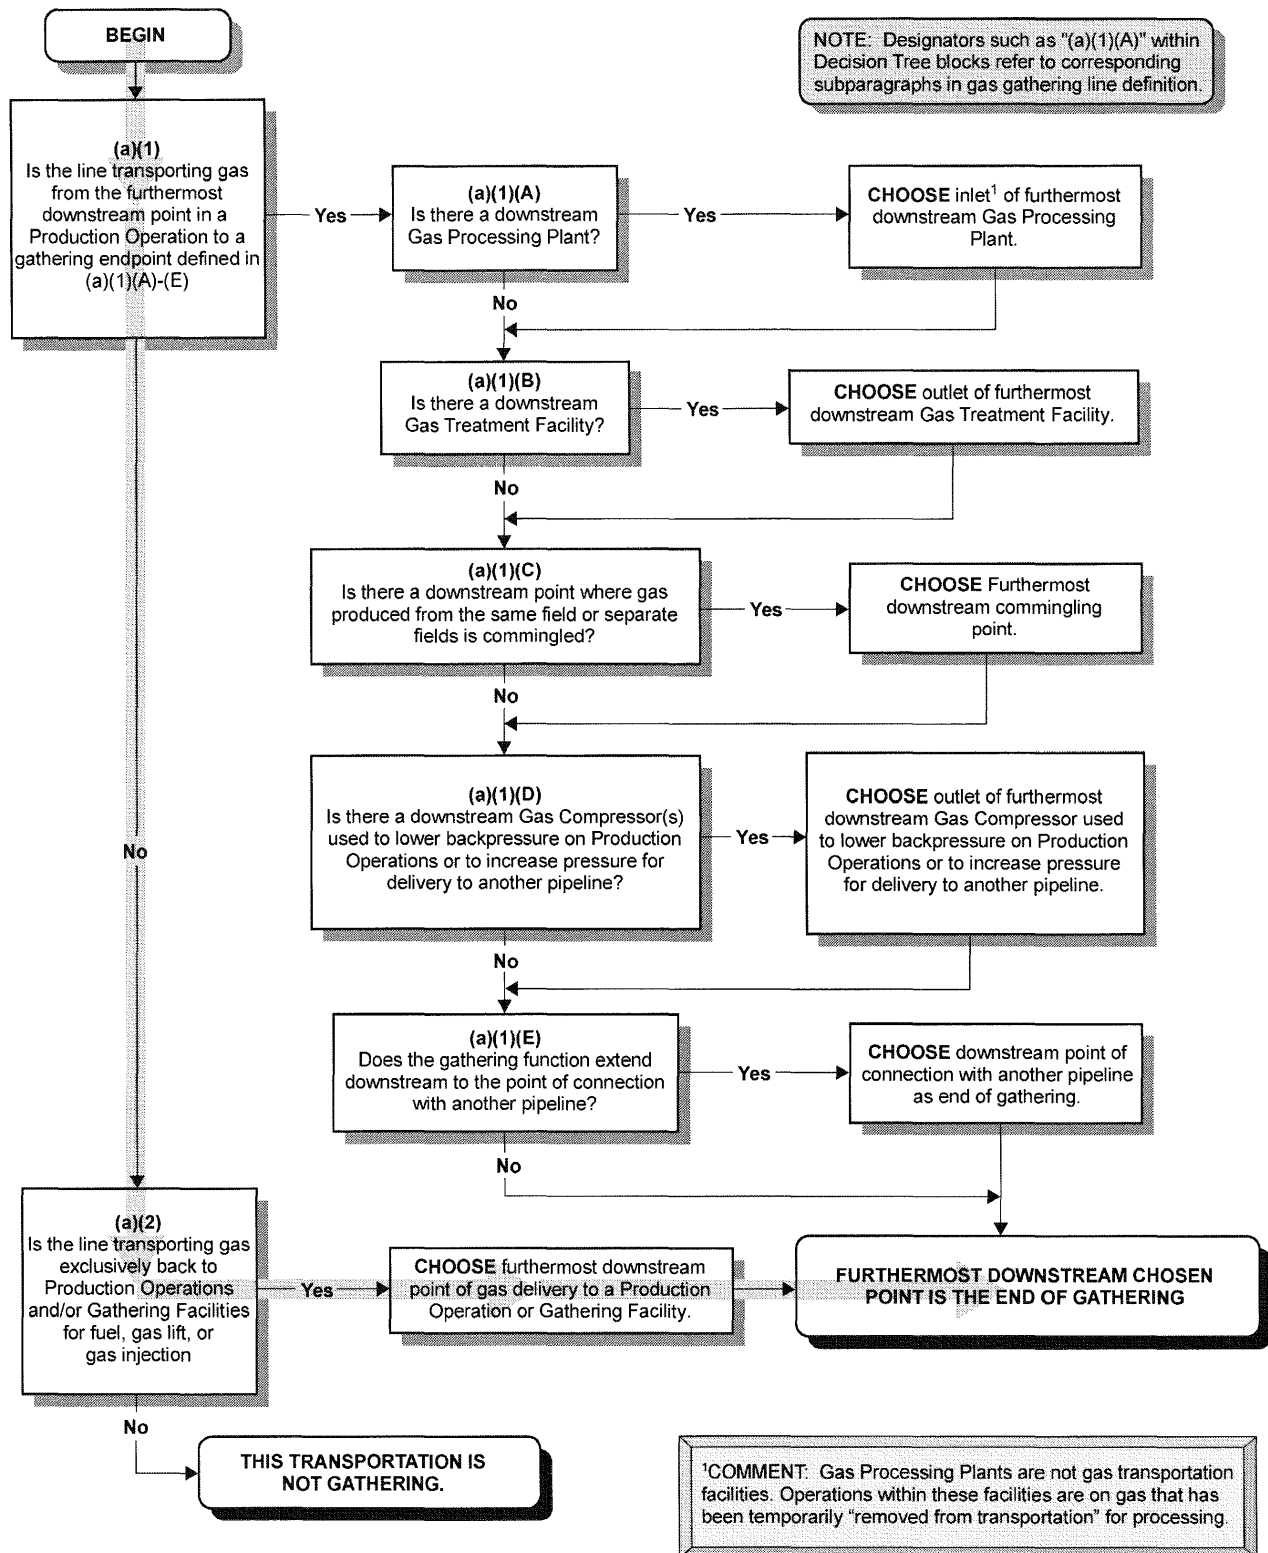 BEGIN
NOTE: Designators such as "(a)(1)(A)" within
Decision Tree blocks refer to corresponding
subparagraphs in gas gathering line definition.
(a)(1)
Is the line transporting gas
from the furthermost
downstream point in a
Production Operation to a
gathering endpoint defined in
(a)(1)(A)-(E)
Yes
(a)(1)(A)
Is there a downstream
Gas Processing Plant?
Yes
CHOOSE inlet¹ of furthermost
downstream Gas Processing
Plant.
No
(a)(1)(B)
Is there a downstream
Gas Treatment Facility?
Yes
CHOOSE outlet of furthermost
downstream Gas Treatment Facility.
No
(a)(1)(C)
Is there a downstream point where gas
produced from the same field or separate
fields is commingled?
Yes
CHOOSE Furthermost
downstream commingling
point.
No
(a)(1)(D)
Is there a downstream Gas Compressor(s)
used to lower backpressure on Production
Operations or to increase pressure for
delivery to another pipeline?
Yes
CHOOSE outlet of furthermost
downstream Gas Compressor used
to lower backpressure on Production
Operations or to increase pressure
for delivery to another pipeline.
No
No
(a)(1)(E)
Does the gathering function extend
downstream to the point of connection
with another pipeline?
Yes
CHOOSE downstream point of
connection with another pipeline
as end of gathering.
No
(a)(2)
Is the line transporting gas
exclusively back to
Production Operations
and/or Gathering Facilities
for fuel, gas lift, or
gas injection
Yes
CHOOSE furthermost downstream
point of gas delivery to a Production
Operation or Gathering Facility.
FURTHERMOST DOWNSTREAM CHOSEN
POINT IS THE END OF GATHERING
No
THIS TRANSPORTATION IS
NOT GATHERING.
¹COMMENT: Gas Processing Plants are not gas transportation
facilities. Operations within these facilities are on gas that has
been temporarily “removed from transportation” for processing.